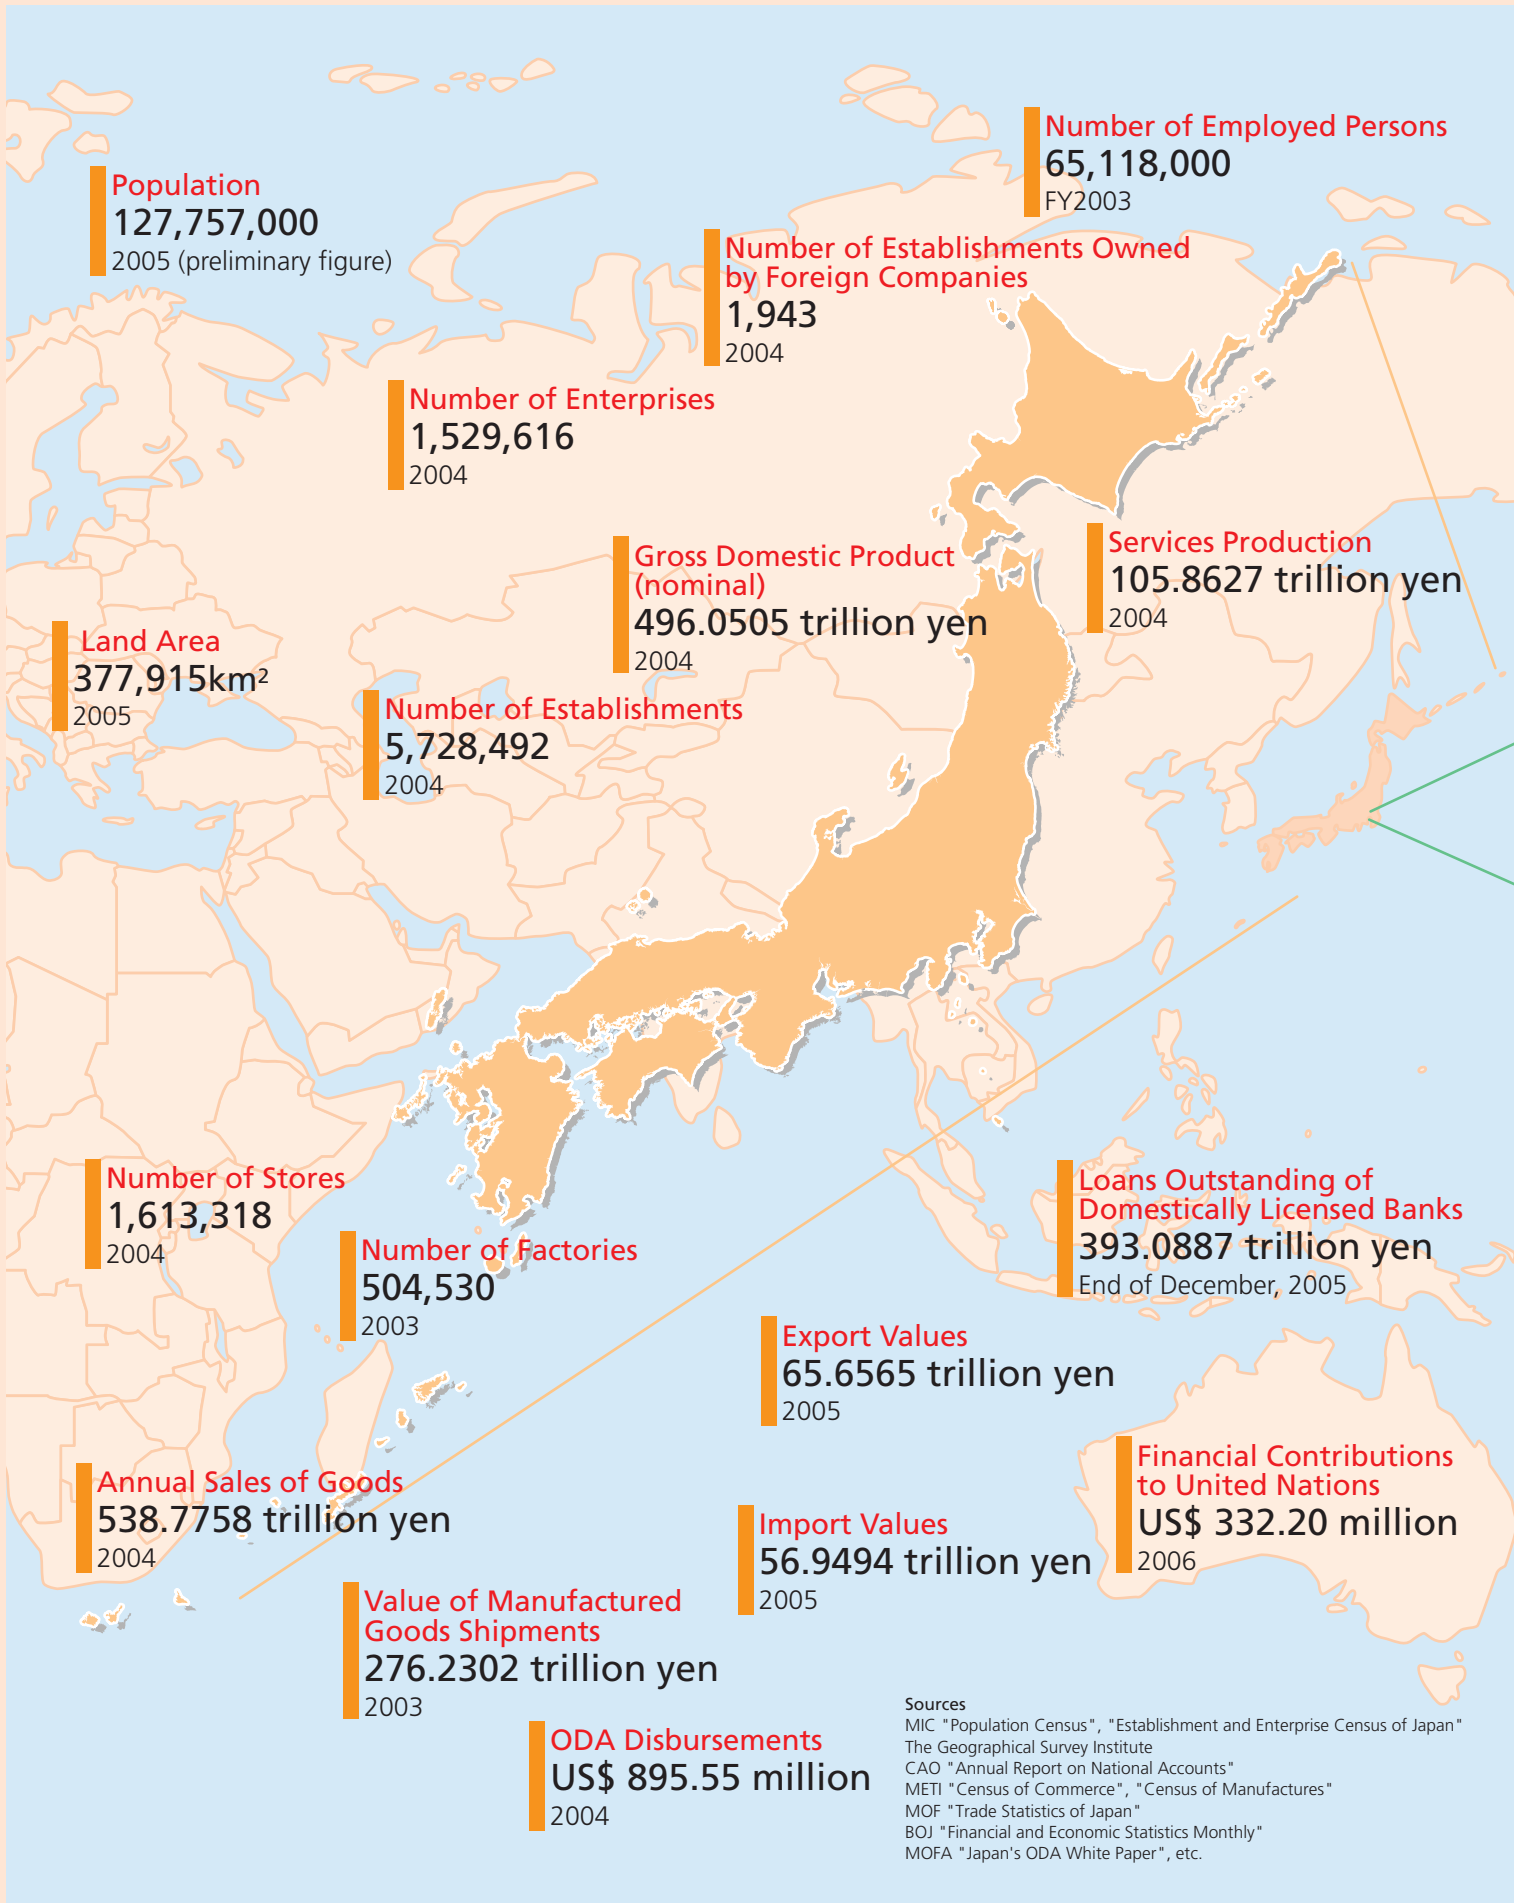 Number of Employed Persons
65,118,000
FY2003
Population
127,757,000
2005 (preliminary figure)
Number of Establishments Owned
by Foreign Companies
1,943
2004
Number of Enterprises
1,529,616
2004
Services Production
105.8627 trillion yen
2004
Gross Domestic Product
(nominal)
496.0505 trillion yen
2004
Land Area
377,915km²
2005
Number of Establishments
5,728,492
2004
Number of Stores
1,613,318
2004
Loans Outstanding of
Domestically Licensed Banks
393.0887 trillion yen
End of December, 2005
Number of Factories
504,530
2003
Export Values
65.6565 trillion yen
2005
Financial Contributions
to United Nations
US$ 332.20 million
2006
Annual Sales of Goods
538.7758 trillion yen
2004
Import Values
56.9494 trillion yen
2005
Value of Manufactured
Goods Shipments
276.2302 trillion yen
2003
ODA Disbursements
US$ 895.55 million
2004
Sources
MIC "Population Census", "Establishment and Enterprise Census of Japan"
The Geographical Survey Institute
CAO "Annual Report on National Accounts"
METI "Census of Commerce", "Census of Manufactures"
MOF "Trade Statistics of Japan"
BOJ "Financial and Economic Statistics Monthly"
MOFA "Japan's ODA White Paper", etc.